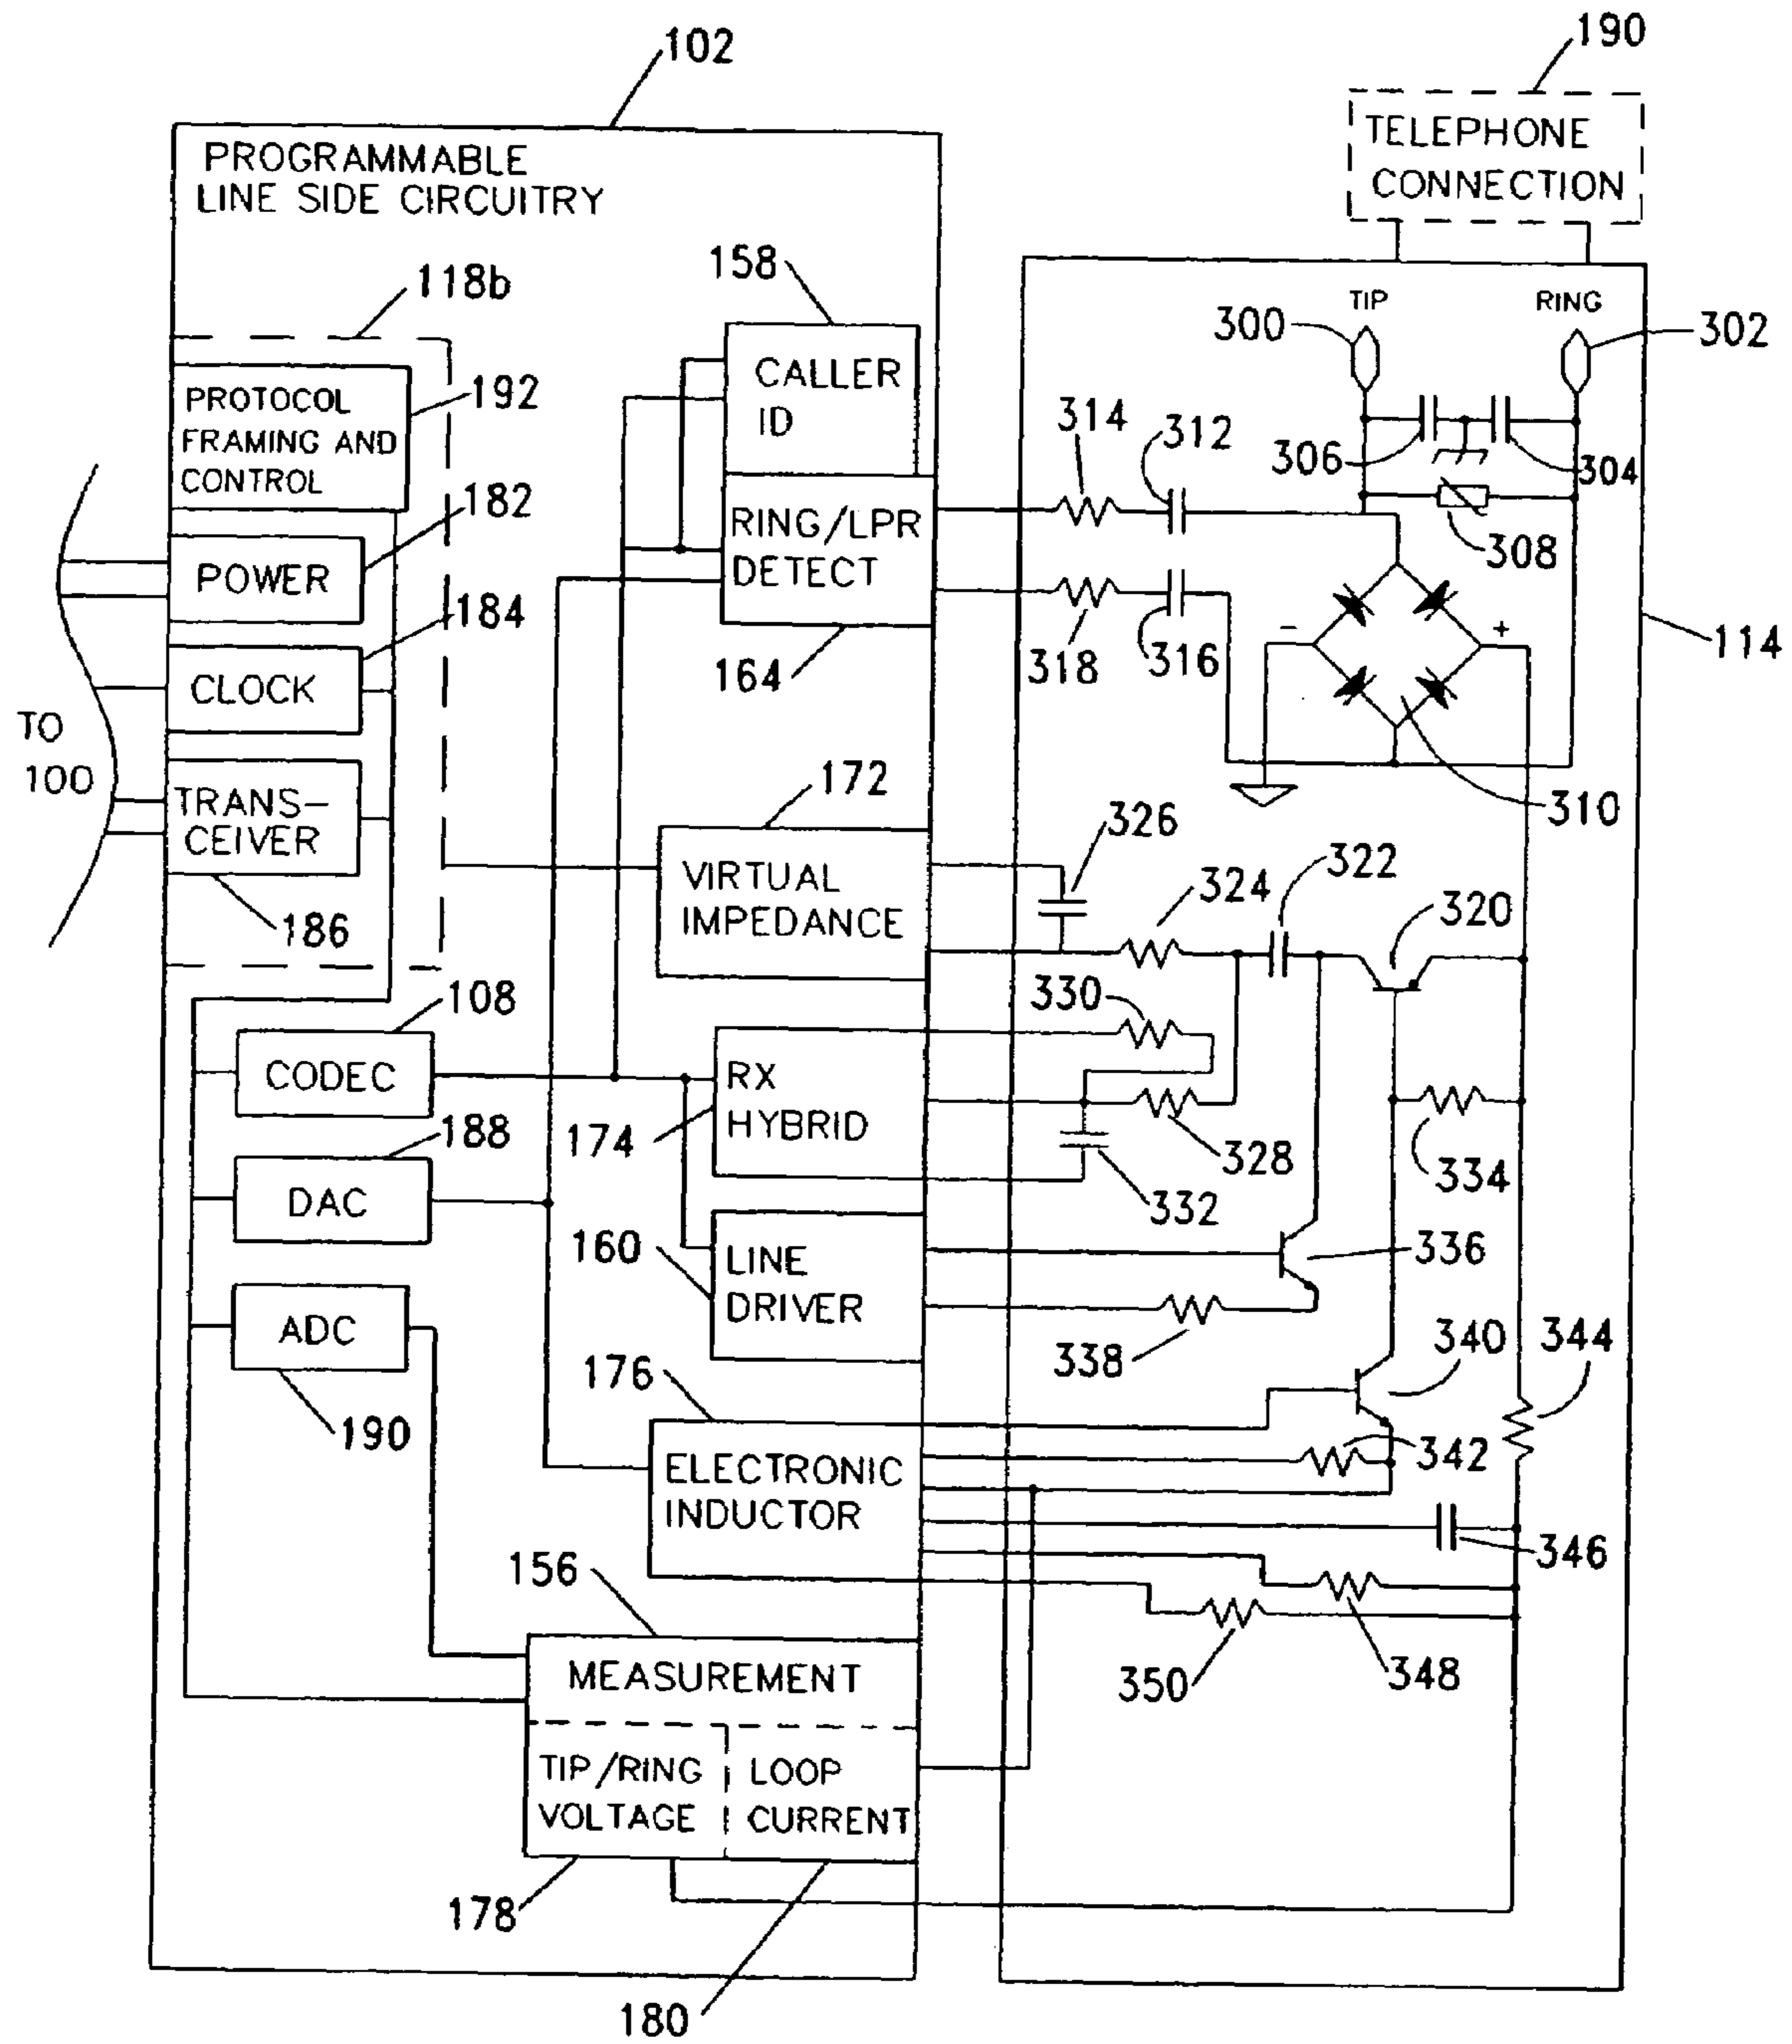 102
190
TELEPHONE
CONNECTION
PROGRAMMABLE
LINE SIDE CIRCUITRY
158
118b
TIP
RING
300
302
CALLER
ID
PROTOCOL
FRAMING AND
CONTROL
192
314
312
306
304
182
RING/LPR
DETECT
308
POWER
184
-
+
114
318
316
164
CLOCK
TO
100
172
310
TRANS-
CEIVER
326
322
324
320
VIRTUAL
IMPEDANCE
186
330
108
CODEC
RX
HYBRID
188
174
328
334
DAC
332
160
LINE
DRIVER
336
ADC
338
340
344
176
190
342
ELECTRONIC
INDUCTOR
346
156
350
348
MEASUREMENT
TIP/RING
VOLTAGE
LOOP
CURRENT
178
180